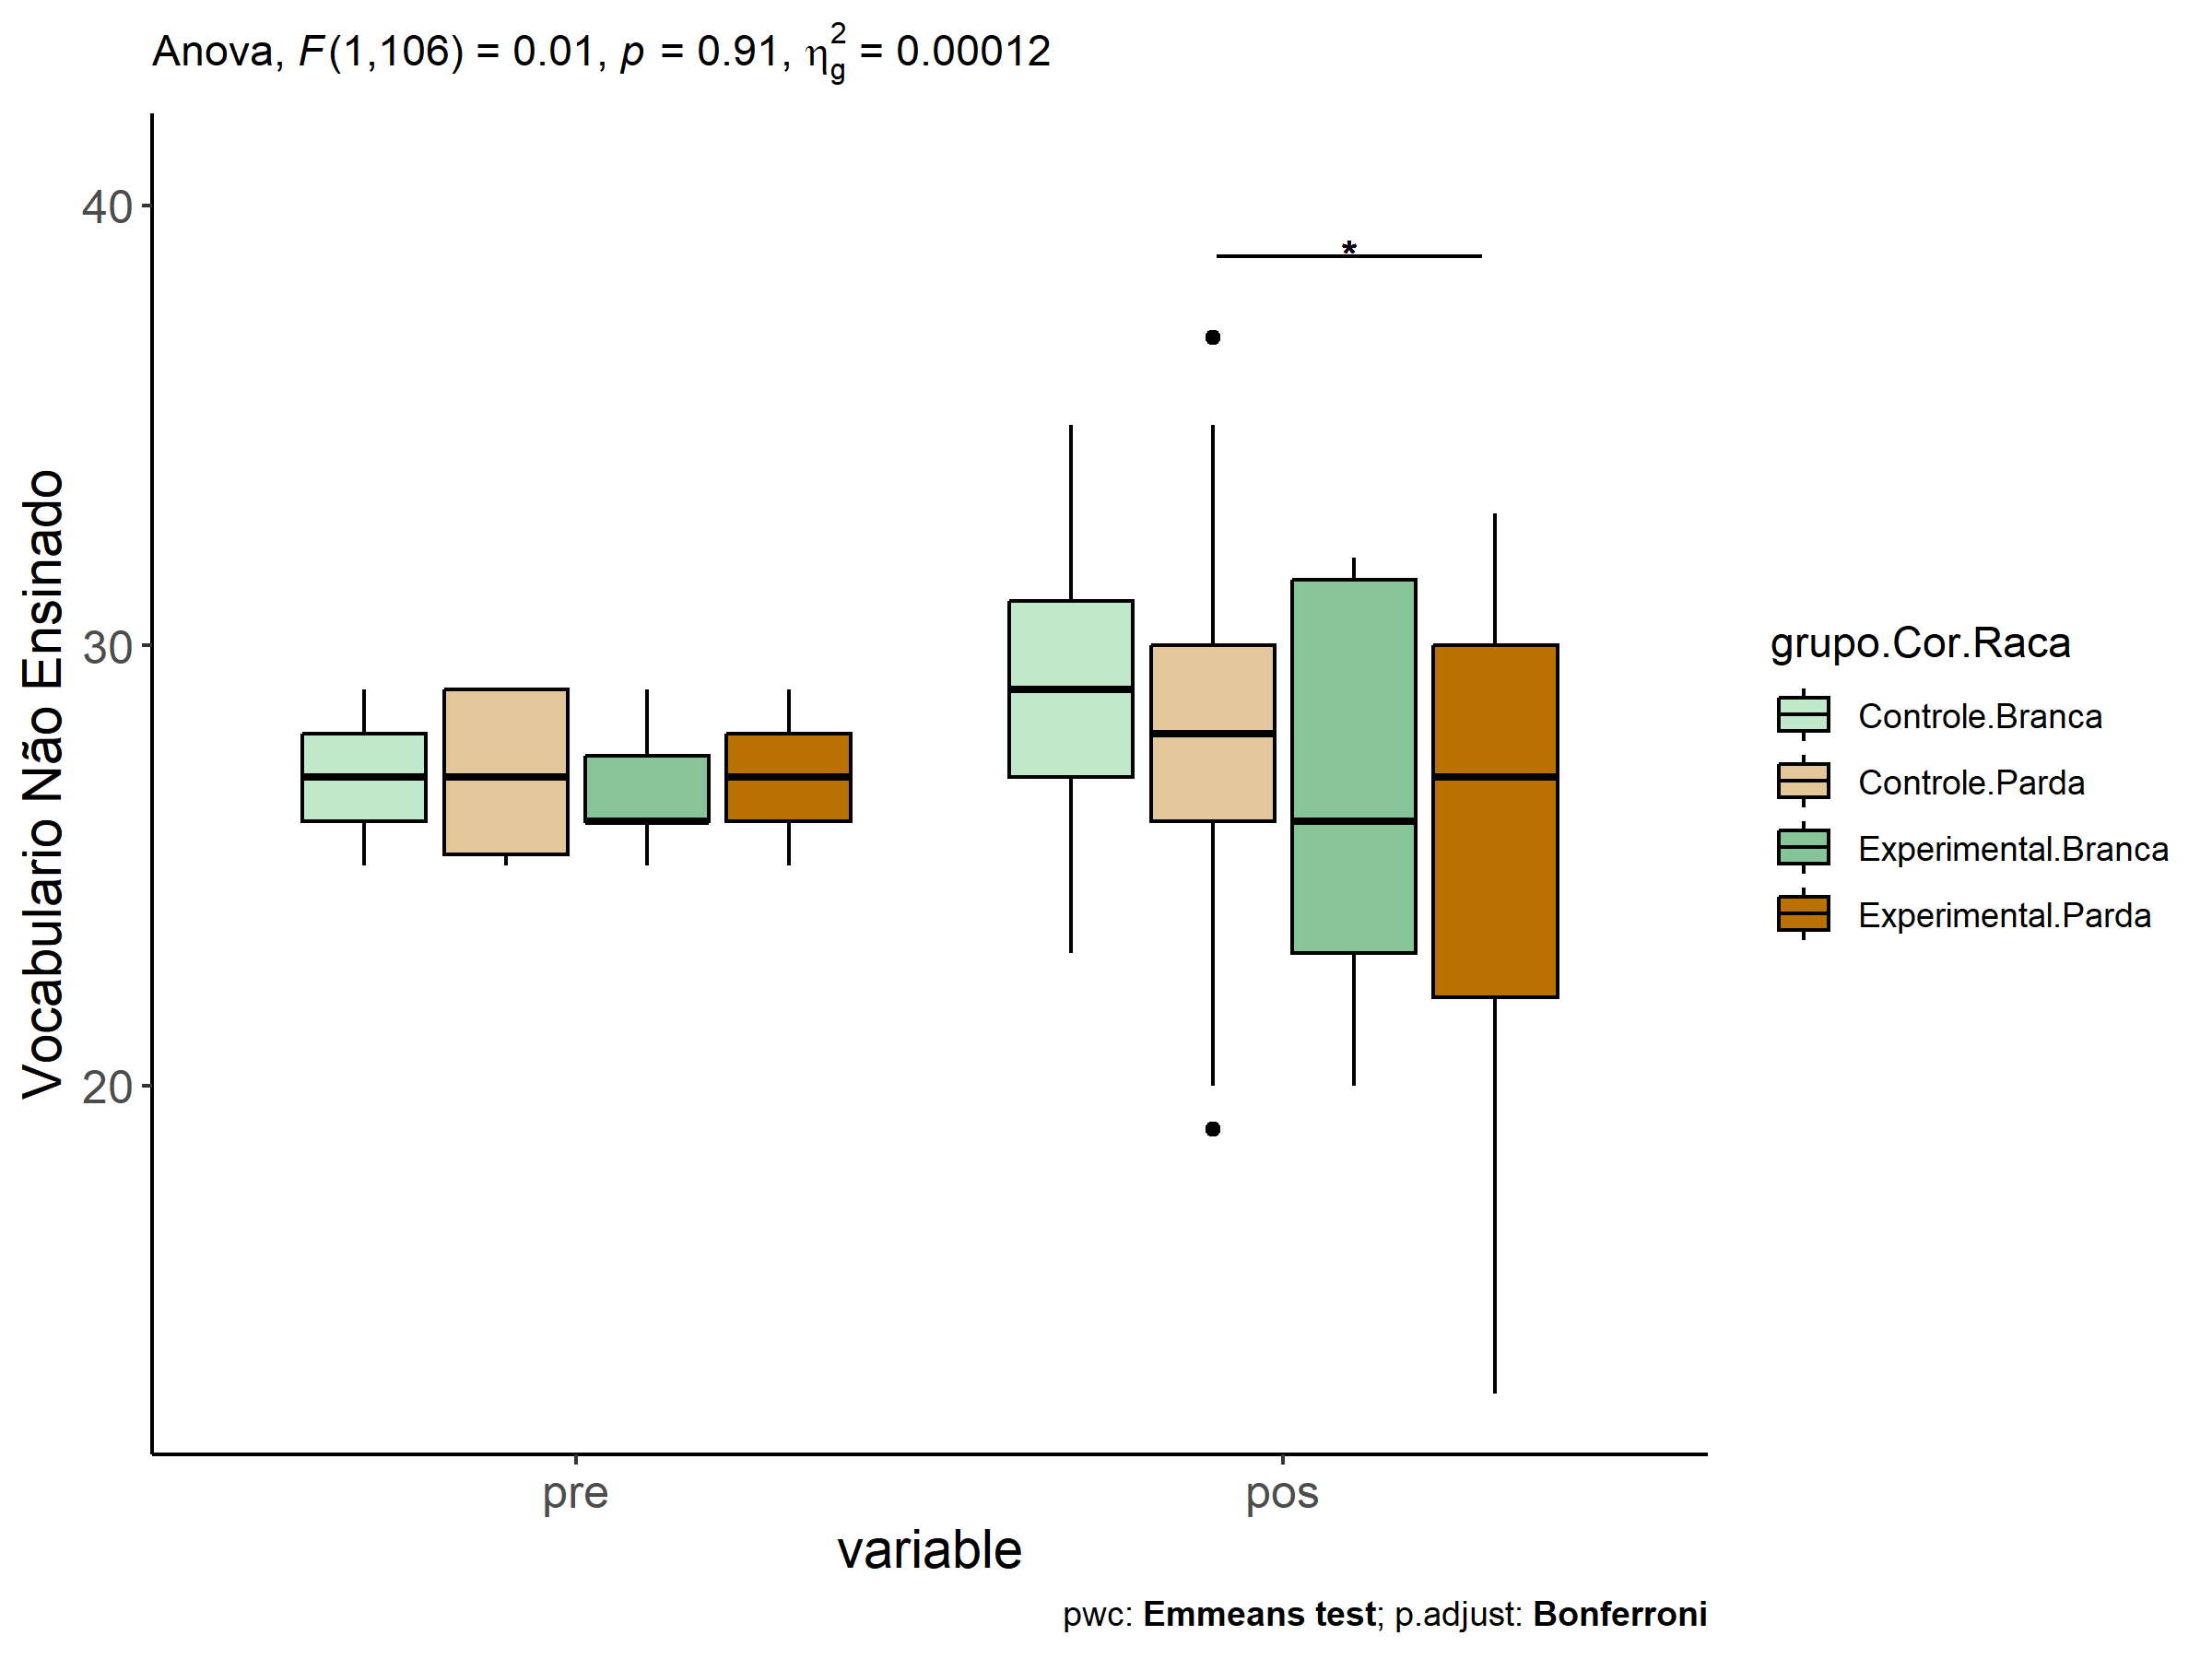 Anova, F(1,106) = 0.01, p = 0.91, η²g = 0.00012
40
30
20
*
Vocabulario Não Ensinado
pre
pos
variable
grupo.Cor.Raca
Controle.Branca
Controle.Parda
Experimental.Branca
Experimental.Parda
pwc: Emmeans test; p.adjust: Bonferroni